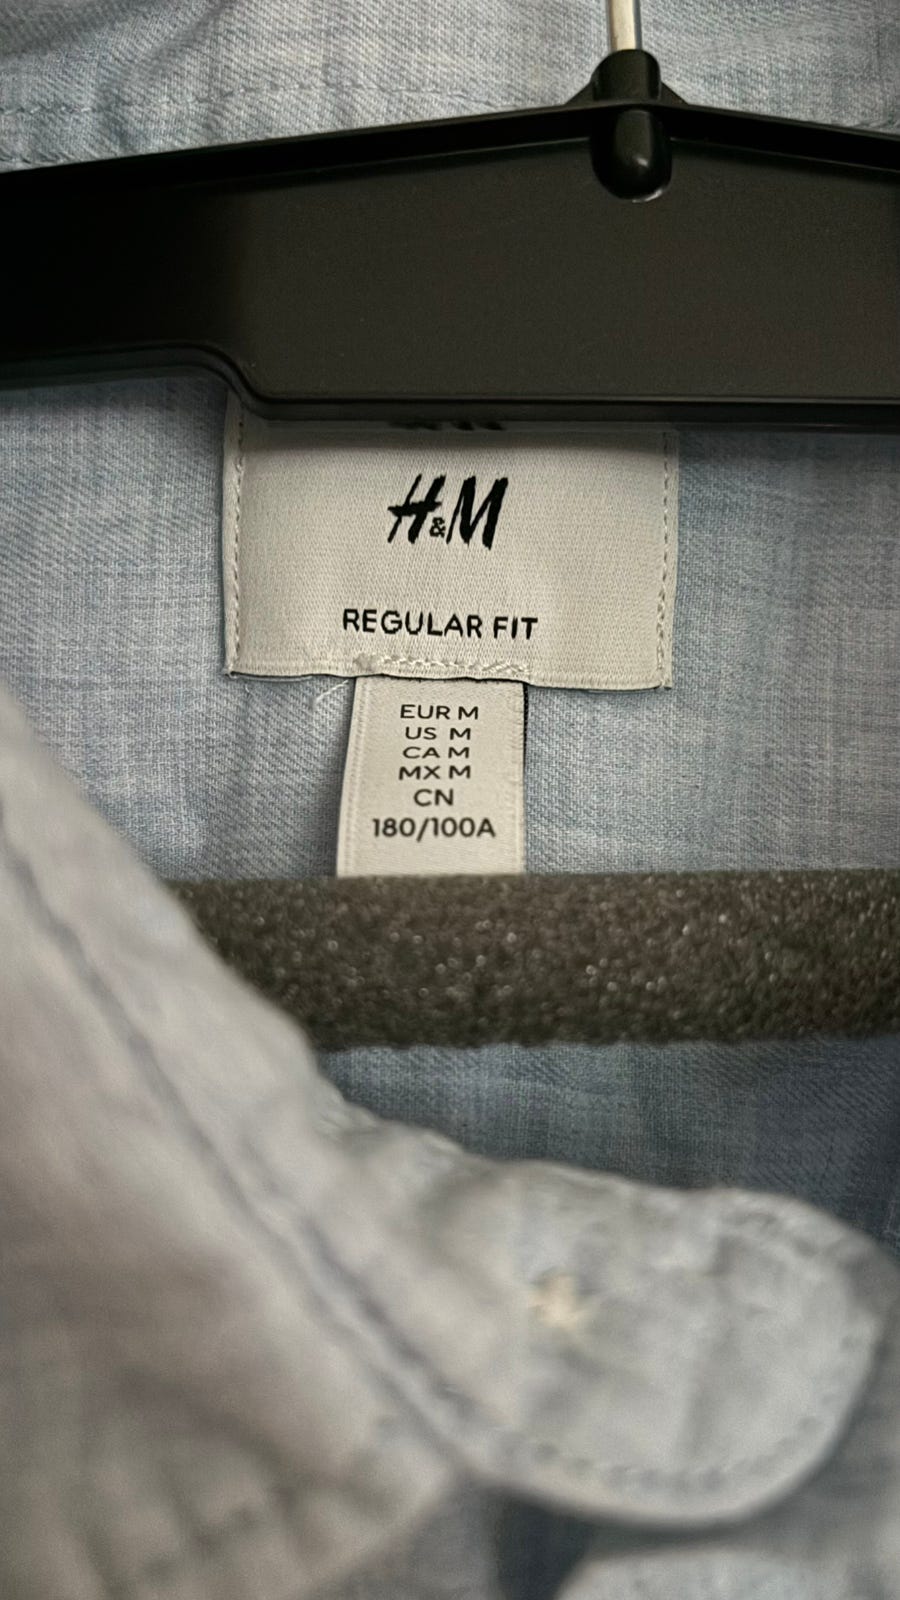 H&M
REGULAR FIT
EUR M
US M
CA M
MX M
CN
180/100A